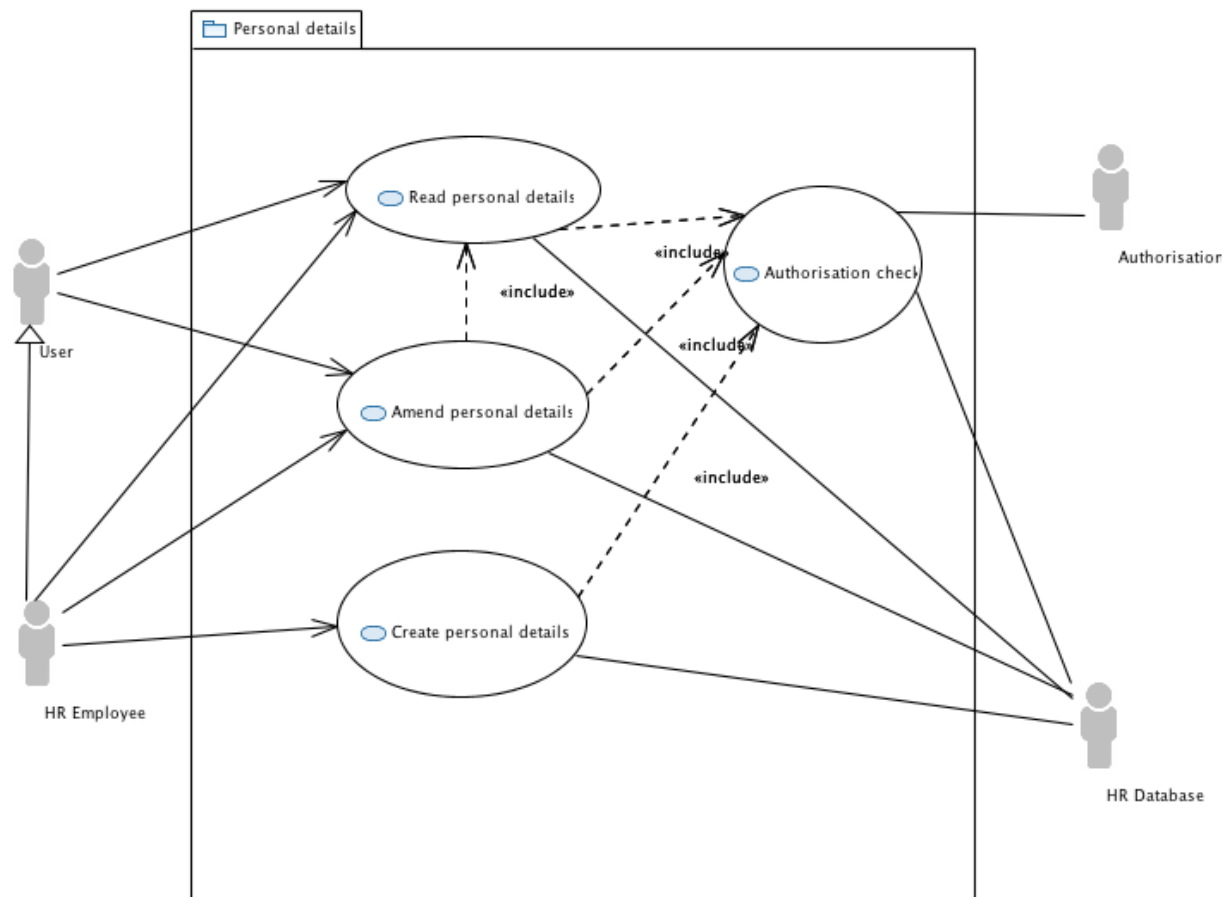 Personal details
Read personal details
Authorisation
«include»
Authorisation check
«include»
User
«include»
Amend personal details
«include»
Create personal details
HR Employee
HR Database